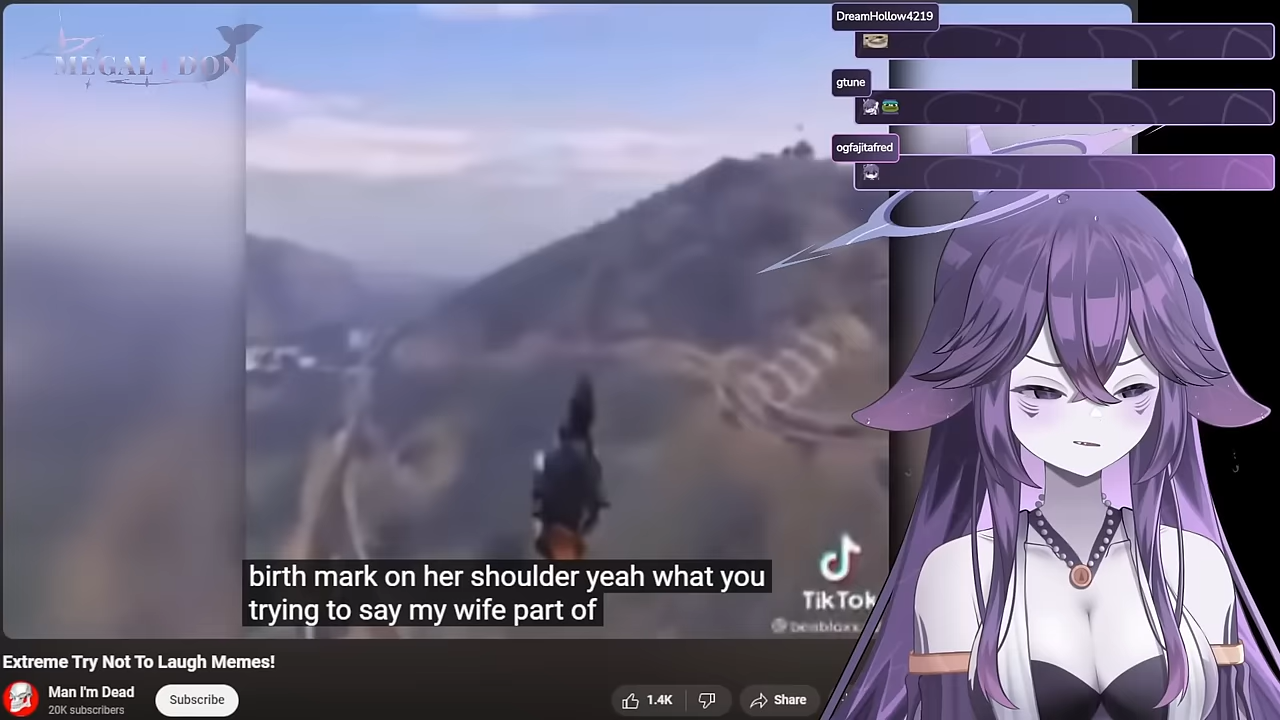 MEGALODON
DreamHollow4219
gtune
ogfajitafred
birth mark on her shoulder yeah what you
trying to say my wife part of
TikTok
Extreme Try Not To Laugh Memes!
Man I'm Dead
20K subscribers
Subscribe
1.4K
Share